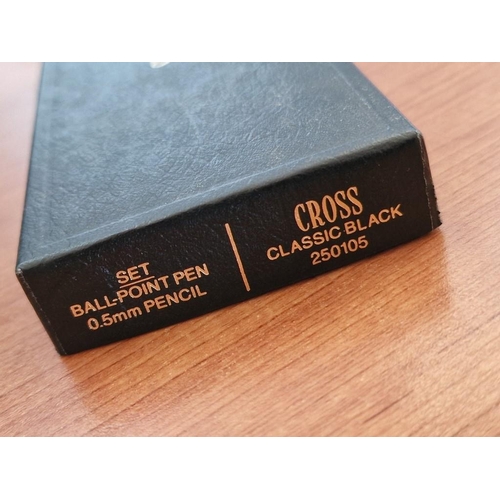 SET
BALL-POINT PEN
0.5mm PENCIL
CROSS
CLASSIC BLACK
250105